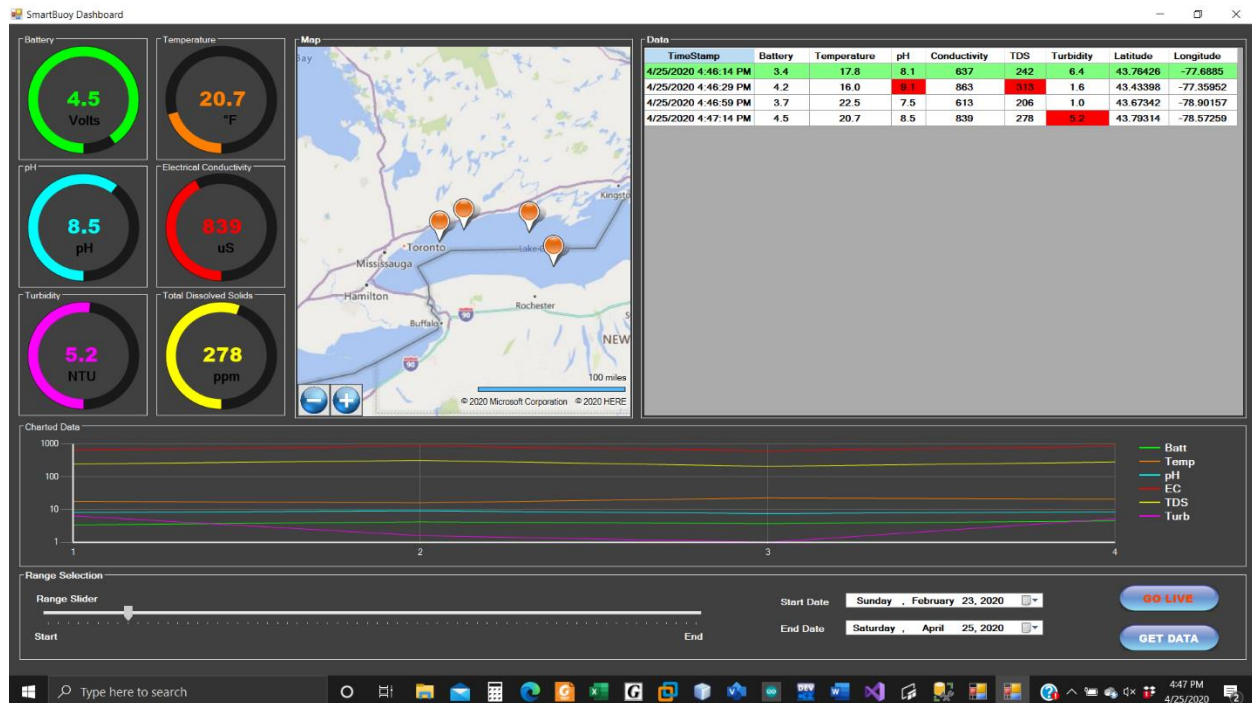 SmartBuoy Dashboard
Battery
4.5
Volts
Temperature
20.7
°F
pH
8.5
pH
Electrical Conductivity
839
uS
Turbidity
5.2
NTU
Total Dissolved Solids
278
ppm
Map
Bay
Kingsto
Toronto
Lake
Mississauga
Hamilton
Rochester
Buffalo
90
NEW
90
100 miles
© 2020 Microsoft Corporation © 2020 HERE
Data
TimeStamp Battery Temperature pH Conductivity TDS Turbidity Latitude Longitude
4/25/2020 4:46:14 PM 3.4 17.8 8.1 637 242 6.4 43.76426 -77.6885
4/25/2020 4:46:29 PM 4.2 16.0 9.1 863 313 1.6 43.43398 -77.35952
4/25/2020 4:46:59 PM 3.7 22.5 7.5 613 206 1.0 43.67342 -78.90157
4/25/2020 4:47:14 PM 4.5 20.7 8.5 839 278 5.2 43.79314 -78.57259
Charted Data
1000
100
10
1
1 2 3 4
Batt
Temp
pH
EC
TDS
Turb
Range Selection
Range Slider
Start End
Start Date Sunday , February 23, 2020
End Date Saturday , April 25, 2020
GO LIVE
GET DATA
Type here to search
4:47 PM
4/25/2020